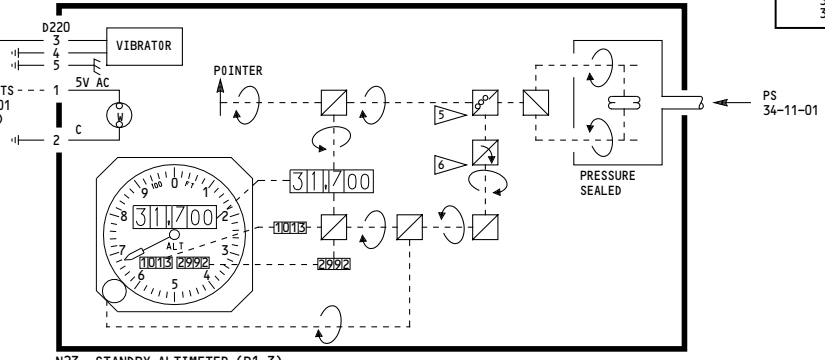 3
D220
3
4
5
VIBRATOR
TS
01
1
5V AC
W
2
C
POINTER
5
6
PRESSURE
SEALED
PS
34-11-01
31,700
0
1
2
3
4
5
6
7
8
9
100 FT
31,700
ALT
1013 2992
1013
2992
N23 STANDBY ALTIMETER (P1-3)